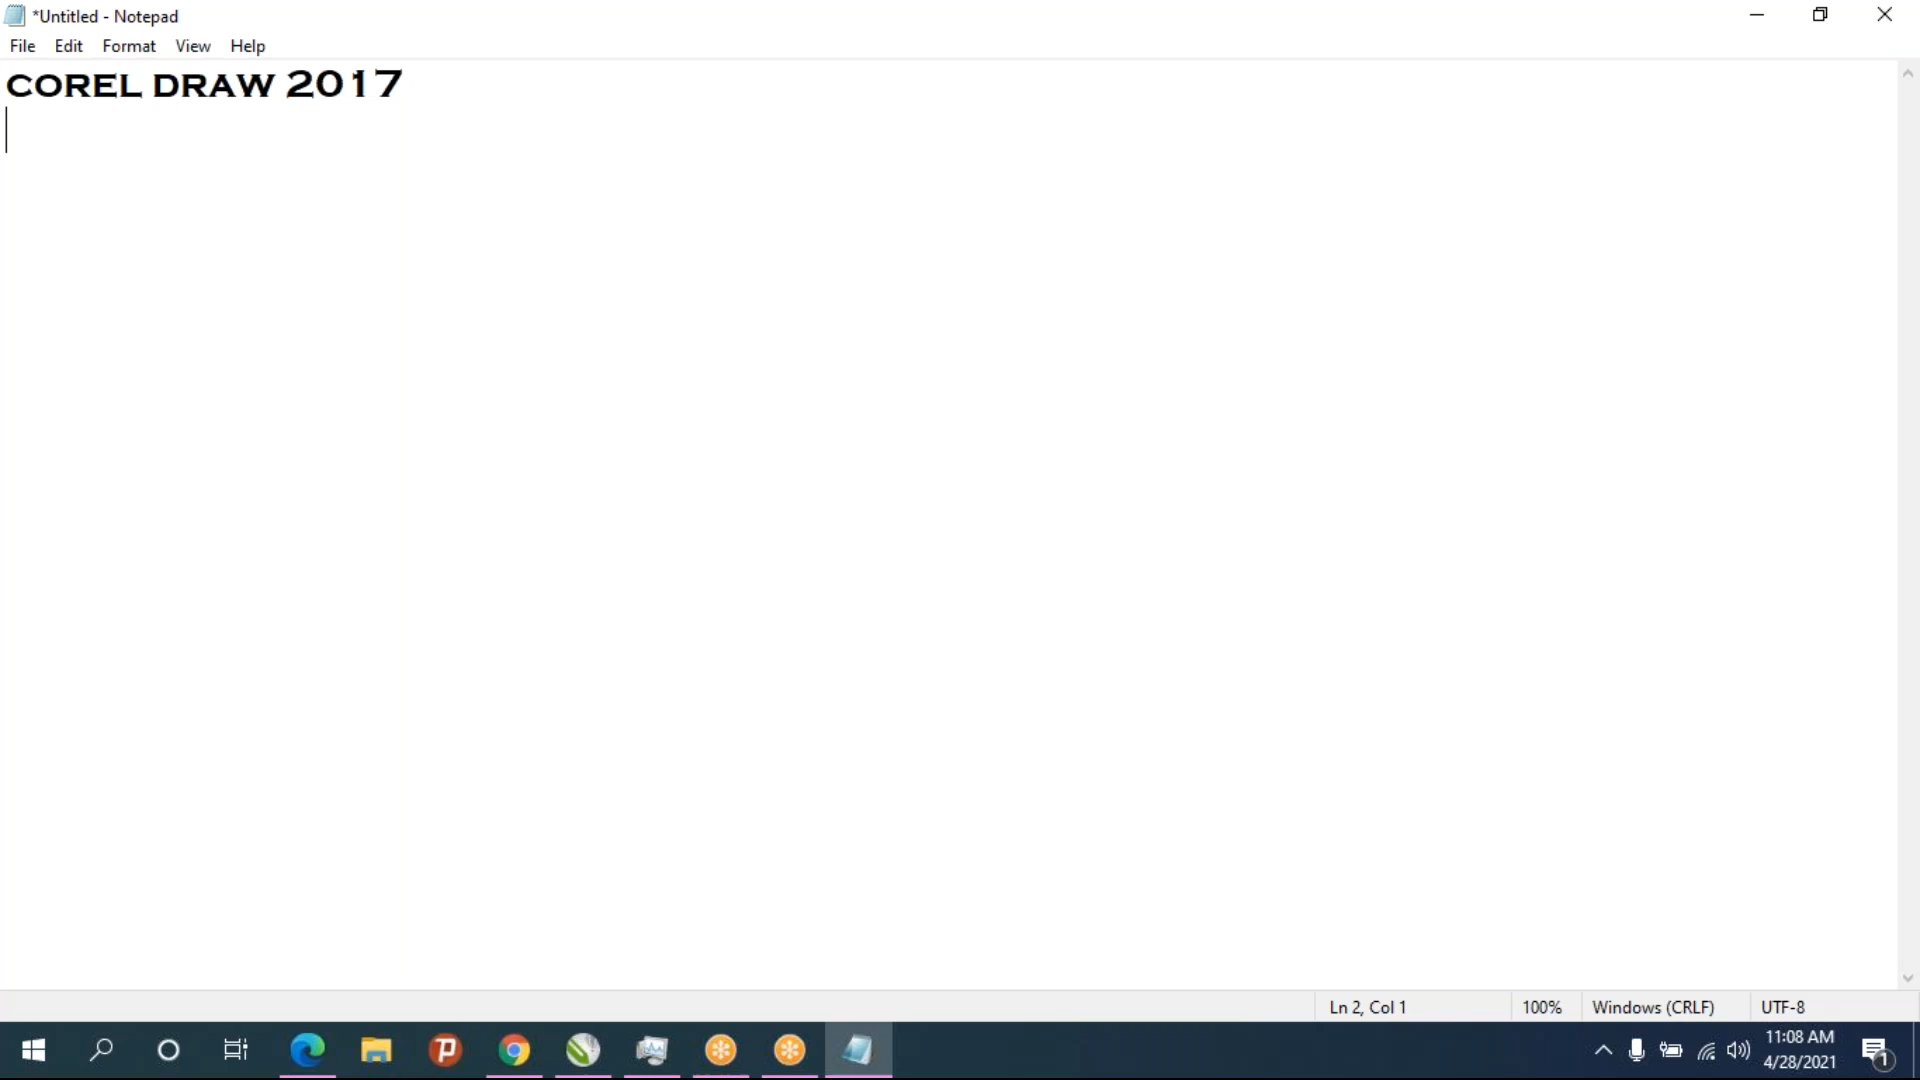 *Untitled - Notepad
File Edit Format View Help
COREL DRAW 2017
Ln 2, Col 1 100% Windows (CRLF) UTF-8
11:08 AM
4/28/2021
1